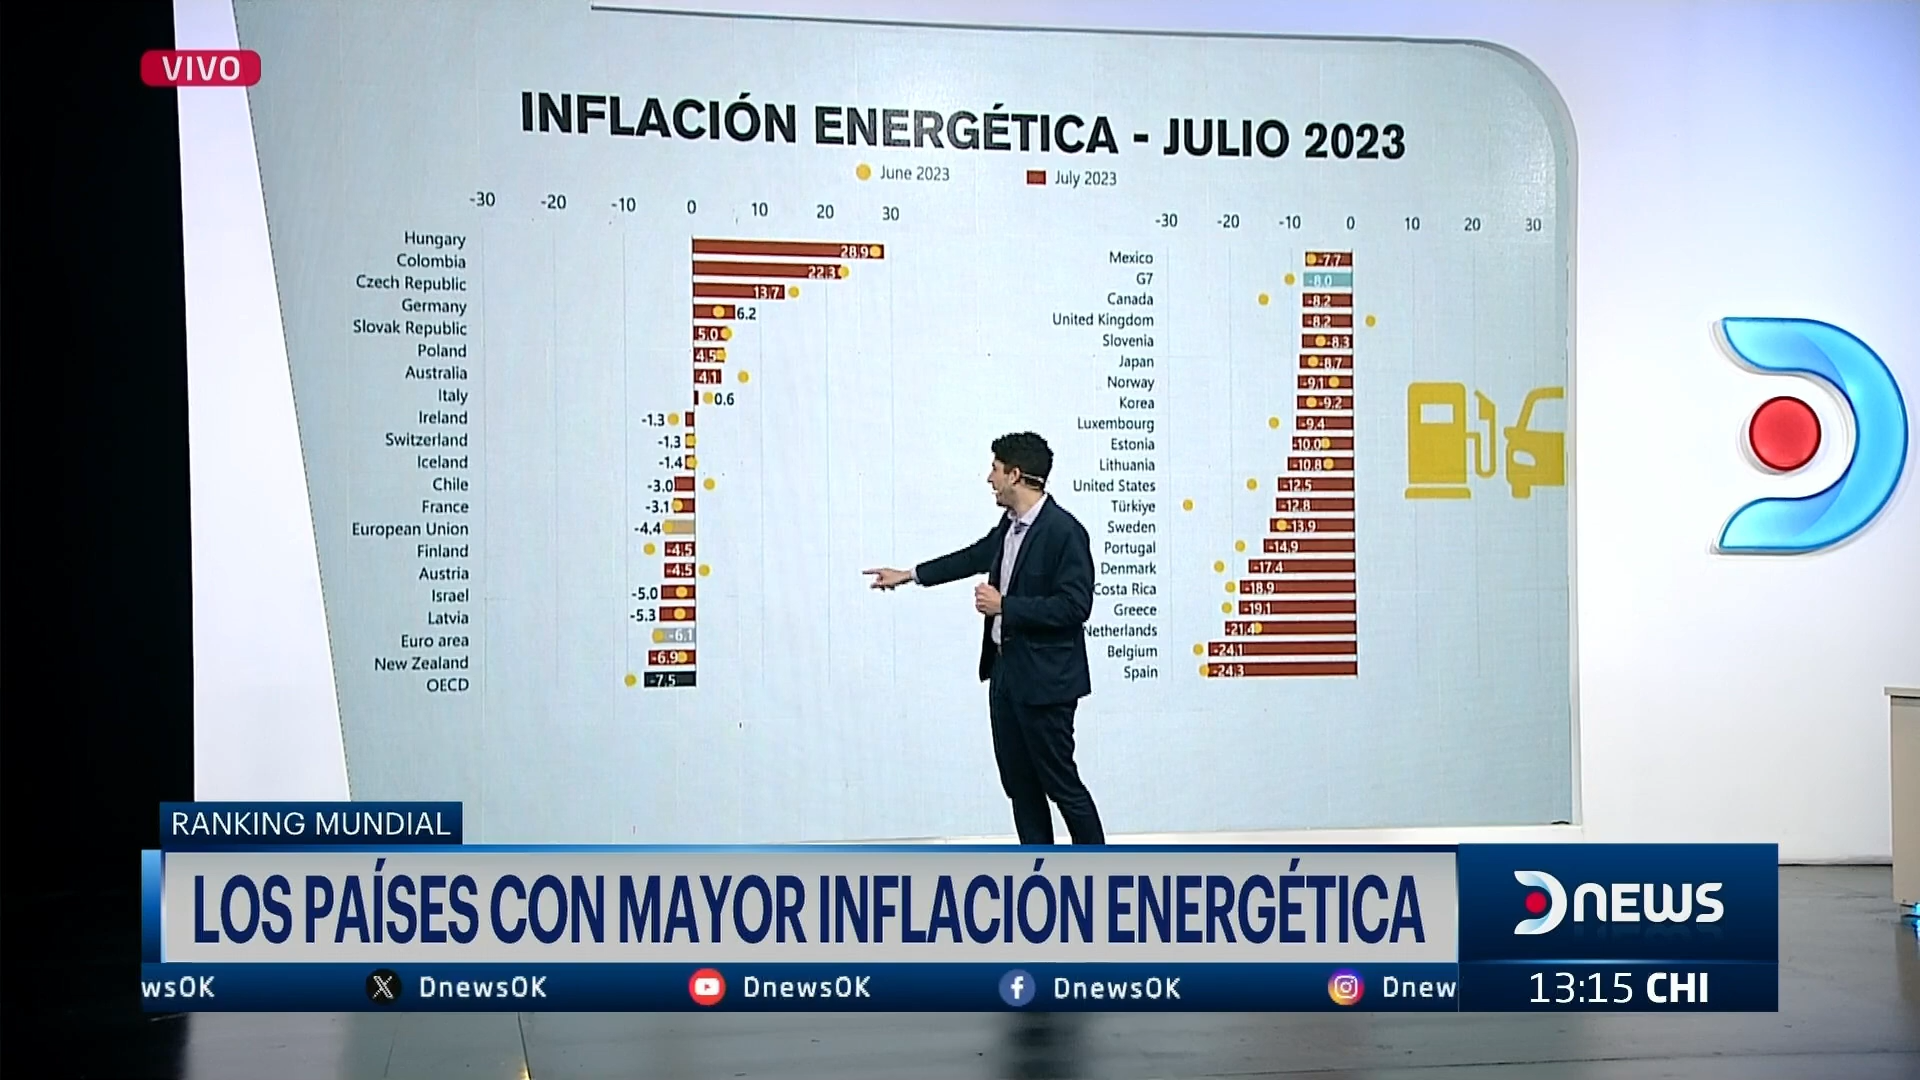 VIVO
INFLACIÓN ENERGÉTICA - JULIO 2023
June 2023
July 2023
-30 -20 -10 0 10 20 30
Hungary 28.9
Colombia 22.3
Czech Republic 13.7
Germany 6.2
Slovak Republic 5.0
Poland 4.5
Australia 4.1
Italy 0.6
Ireland -1.3
Switzerland -1.3
Iceland -1.4
Chile -3.0
France -3.1
European Union -4.4
Finland -4.5
Austria -4.5
Israel -5.0
Latvia -5.3
Euro area -6.1
New Zealand -6.9
OECD -7.5
-30 -20 -10 0 10 20 30
Mexico -7.7
G7 -8.0
Canada -8.2
United Kingdom -8.2
Slovenia -8.3
Japan -8.7
Norway -9.1
Korea -9.2
Luxembourg -9.4
Estonia -10.0
Lithuania -10.8
United States -12.5
Türkiye -12.8
Sweden -13.9
Portugal -14.9
Denmark -17.4
Costa Rica -18.9
Greece -19.1
Netherlands -21.4
Belgium -24.1
Spain -24.3
RANKING MUNDIAL
LOS PAÍSES CON MAYOR INFLACIÓN ENERGÉTICA
DNEWS
wsOK DnewsOK DnewsOK DnewsOK Dnew
13:15 CHI